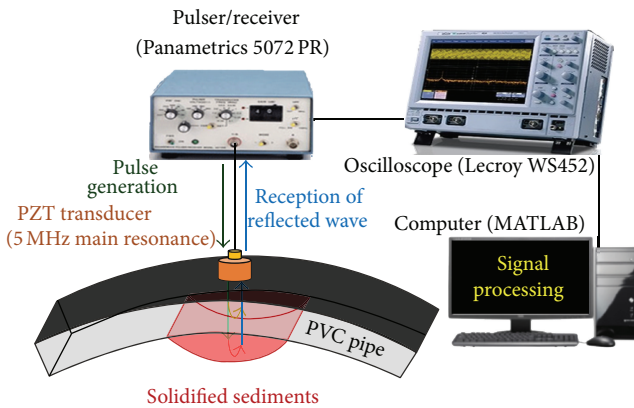 Pulser/receiver
(Panametrics 5072 PR)
Oscilloscope (Lecroy WS452)
Pulse
generation
PZT transducer
(5 MHz main resonance)
Reception of
reflected wave
Computer (MATLAB)
Signal
processing
PVC pipe
Solidified sediments